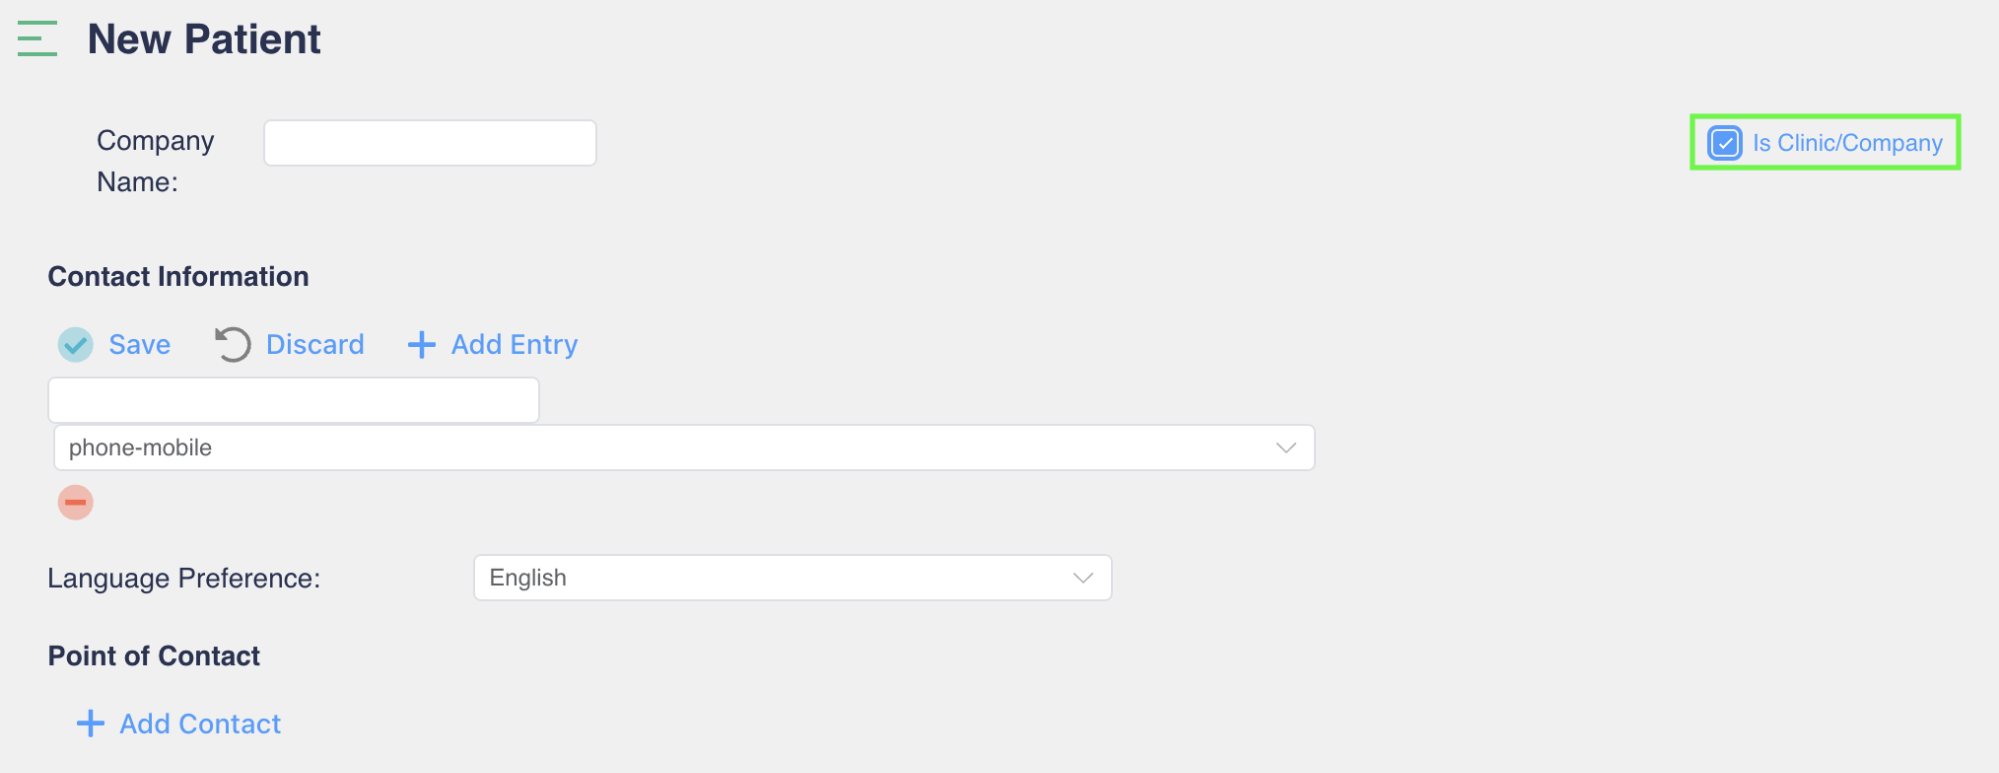 New Patient
Company
Name:
Is Clinic/Company
Contact Information
Save Discard Add Entry
phone-mobile
Language Preference: English
Point of Contact
Add Contact